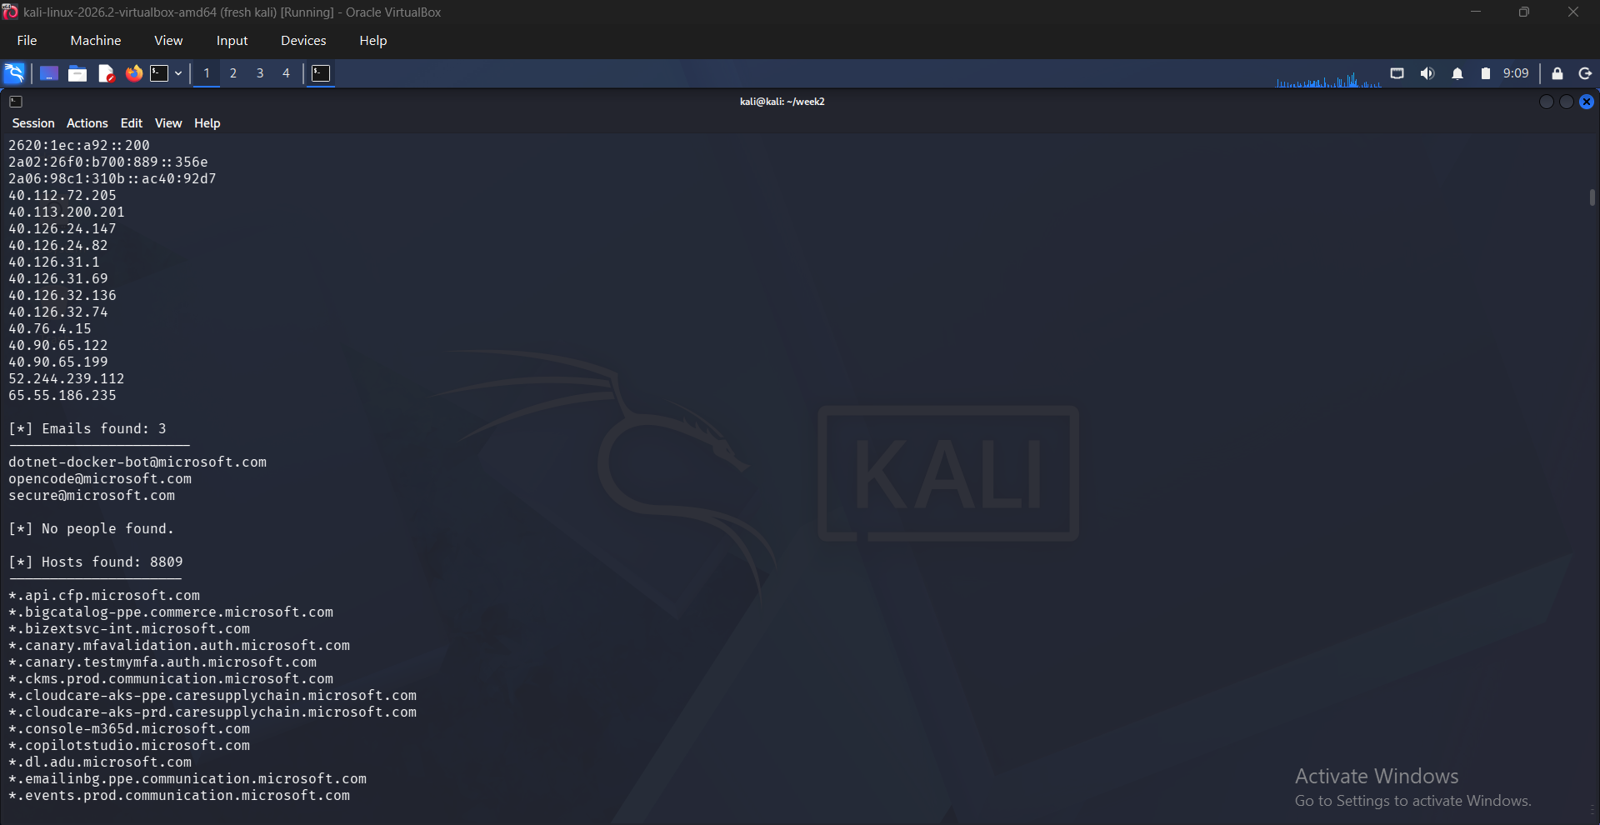 kali-linux-2026.2-virtualbox-amd64 (fresh kali) [Running] - Oracle VirtualBox
File Machine View Input Devices Help
1 2 3 4 9:09
kali@kali: ~/week2
Session Actions Edit View Help
2620:1ec:a92::200
2a02:26f0:b700:889::356e
2a06:98c1:310b::ac40:92d7
40.112.72.205
40.113.200.201
40.126.24.147
40.126.24.82
40.126.31.1
40.126.31.69
40.126.32.136
40.126.32.74
40.76.4.15
40.90.65.122
40.90.65.199
52.244.239.112
65.55.186.235
[*] Emails found: 3
dotnet-docker-bot@microsoft.com
opencode@microsoft.com
secure@microsoft.com
[*] No people found.
[*] Hosts found: 8809
*.api.cfp.microsoft.com
*.bigcatalog-ppe.commerce.microsoft.com
*.bizextsvc-int.microsoft.com
*.canary.mfavalidation.auth.microsoft.com
*.canary.testmymfa.auth.microsoft.com
*.ckms.prod.communication.microsoft.com
*.cloudcare-aks-ppe.caresupplychain.microsoft.com
*.cloudcare-aks-prd.caresupplychain.microsoft.com
*.console-m365d.microsoft.com
*.copilotstudio.microsoft.com
*.dl.adu.microsoft.com
*.emailinbg.ppe.communication.microsoft.com
*.events.prod.communication.microsoft.com
KALI
Activate Windows
Go to Settings to activate Windows.